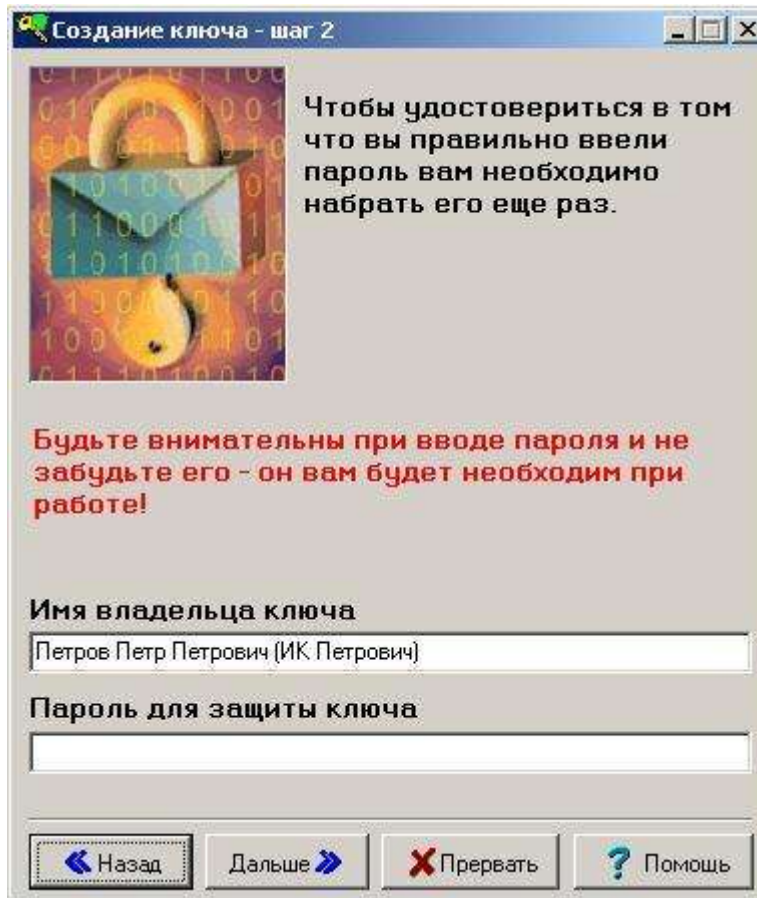 Создание ключа - шаг 2
Чтобы удостовериться в том
что вы правильно ввели
пароль вам необходимо
набрать его еще раз.
Будьте внимательны при вводе пароля и не
забудьте его - он вам будет необходим при
работе!
Имя владельца ключа
Петров Петр Петрович (ИК Петрович)
Пароль для защиты ключа
Назад Дальше Прервать Помощь